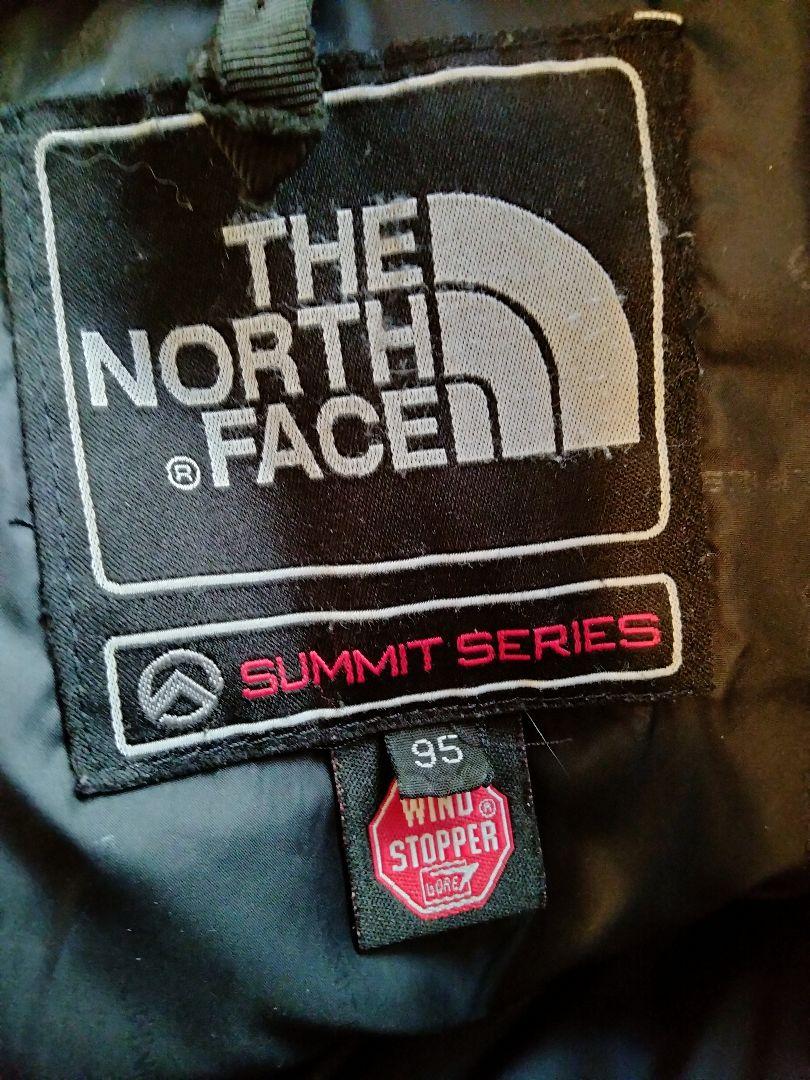 THE
NORTH
® FACE
SUMMIT SERIES
95
WIND ®
STOPPER
GORE